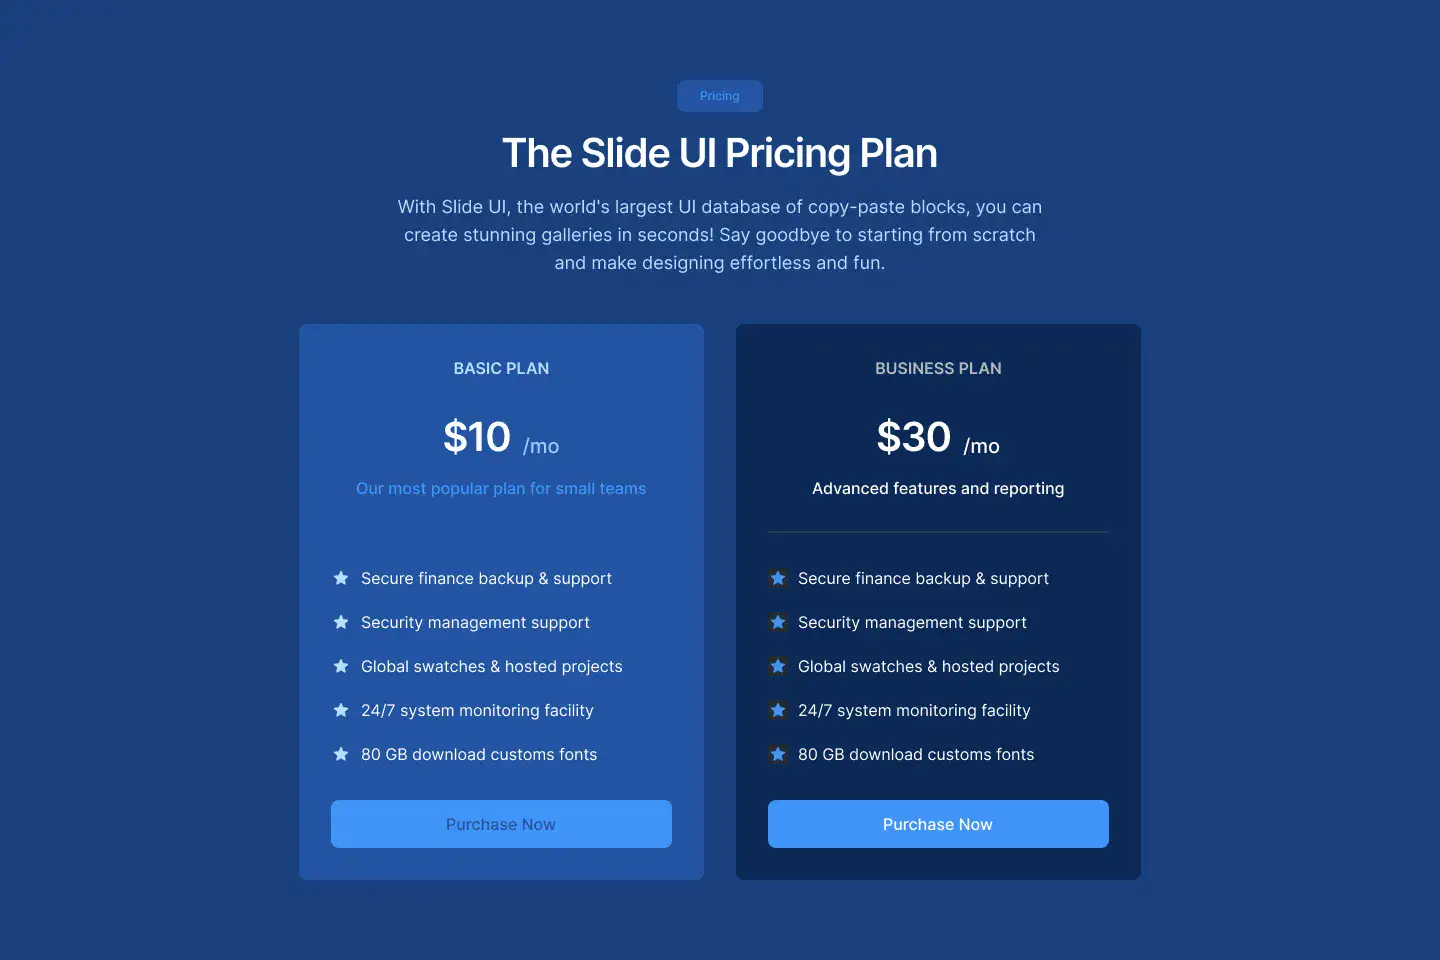 Pricing
The Slide UI Pricing Plan
With Slide UI, the world's largest UI database of copy-paste blocks, you can
create stunning galleries in seconds! Say goodbye to starting from scratch
and make designing effortless and fun.
BASIC PLAN
$10 /mo
Our most popular plan for small teams
Secure finance backup & support
Security management support
Global swatches & hosted projects
24/7 system monitoring facility
80 GB download customs fonts
Purchase Now
BUSINESS PLAN
$30 /mo
Advanced features and reporting
Secure finance backup & support
Security management support
Global swatches & hosted projects
24/7 system monitoring facility
80 GB download customs fonts
Purchase Now